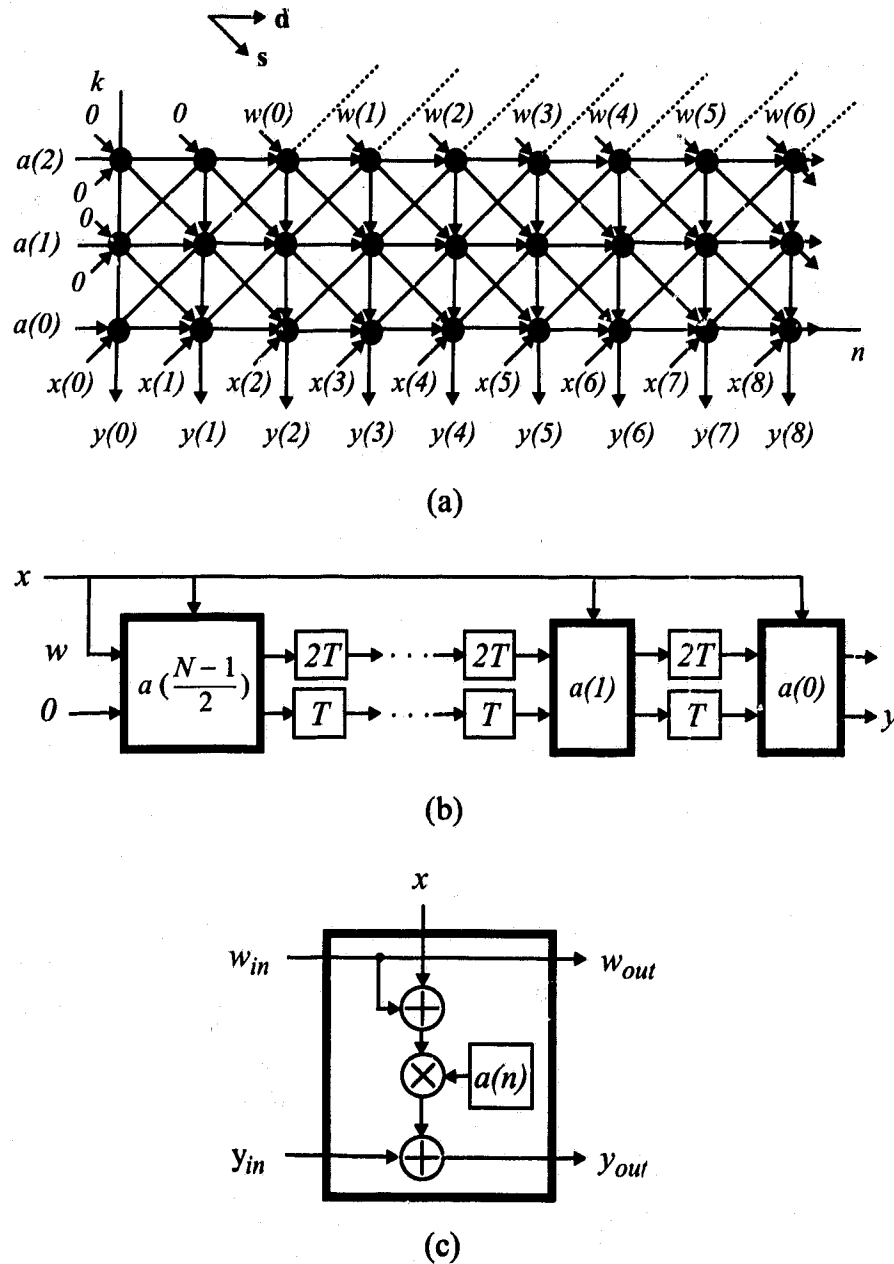 d
s
k
0 0 w(0) w(1) w(2) w(3) w(4) w(5) w(6)
a(2)
0
0
a(1)
0
a(0)
n
x(0) x(1) x(2) x(3) x(4) x(5) x(6) x(7) x(8)
y(0) y(1) y(2) y(3) y(4) y(5) y(6) y(7) y(8)
(a)
x
w 2T 2T 2T
a(N-1/2) a(1) a(0)
0 T T T y
(b)
x
w_in w_out
a(n)
y_in y_out
(c)